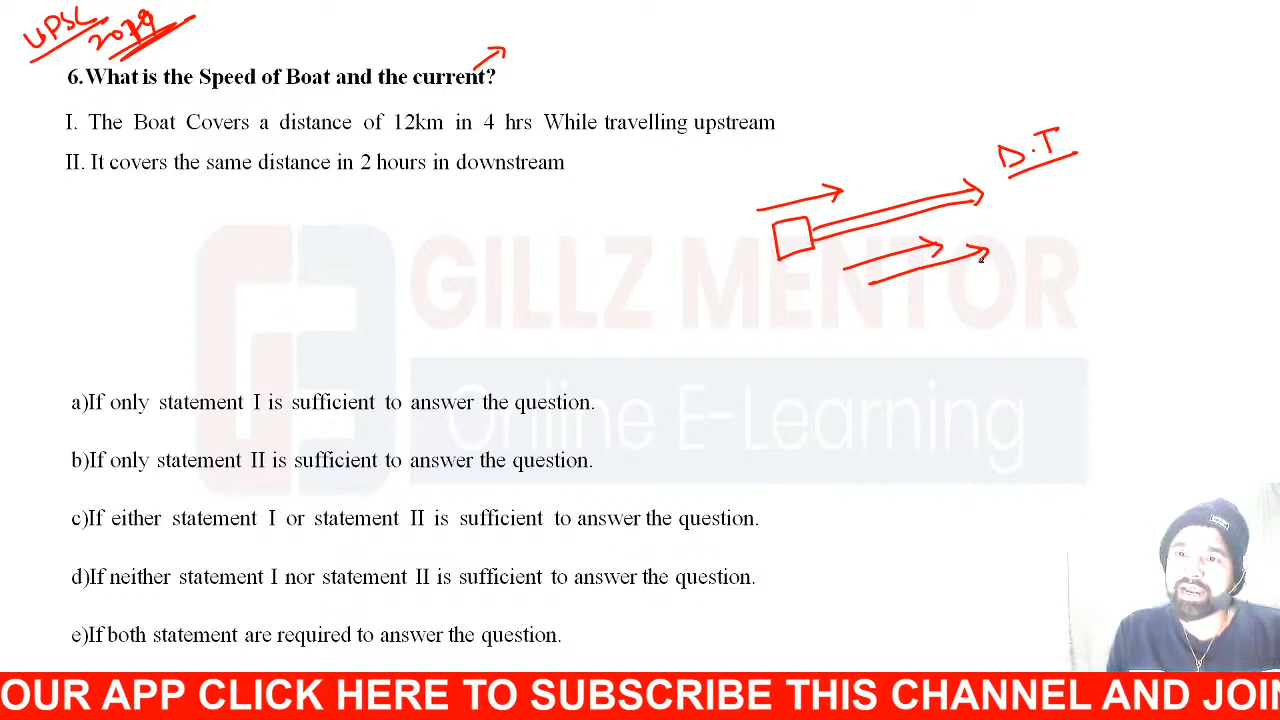 UPSC
2019
6.What is the Speed of Boat and the current?
I. The Boat Covers a distance of 12km in 4 hrs While travelling upstream
II. It covers the same distance in 2 hours in downstream
D.T
GILLZ MENTOR
Online E-Learning
a)If only statement I is sufficient to answer the question.
b)If only statement II is sufficient to answer the question.
c)If either statement I or statement II is sufficient to answer the question.
d)If neither statement I nor statement II is sufficient to answer the question.
e)If both statement are required to answer the question.
OUR APP CLICK HERE TO SUBSCRIBE THIS CHANNEL AND JOIN